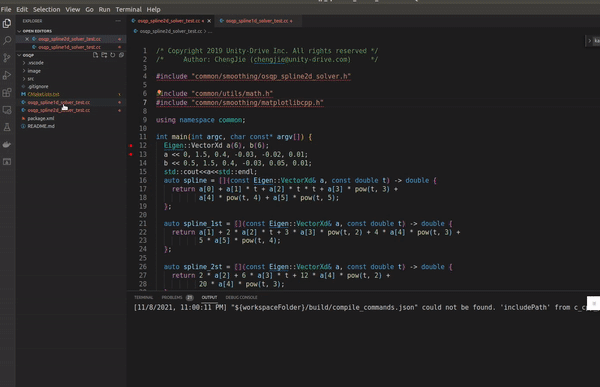 File Edit Selection View Go Run Terminal Help
EXPLORER
OPEN EDITORS
osqp_spline2d_solver_test.cc
osqp_spline1d_solver_test.cc
OSQP
.vscode
image
src
.gitignore
CMakeLists.txt
osqp_spline1d_solver_test.cc
osqp_spline2d_solver_test.cc
package.xml
README.md
osqp_spline2d_solver_test.cc
osqp_spline1d_solver_test.cc
osqp_spline2d_solver_test.cc > ...
1 /* Copyright 2019 Unity-Drive Inc. All rights reserved */
2 /* Author: ChengJie (chengjie@unity-drive.com) */
3
4 #include "common/smoothing/osqp_spline2d_solver.h"
5
6 #include "common/utils/math.h"
7 #include "common/smoothing/matplotlibcpp.h"
8
9 using namespace common;
10
11 int main(int argc, char const* argv[]) {
12 Eigen::VectorXd a(6), b(6);
13 a << 0, 1.5, 0.4, -0.03, -0.02, 0.01;
14 b << 0.5, 1.5, 0.4, -0.03, 0.05, 0.01;
15 std::cout<<a<<std::endl;
16 auto spline = [](const Eigen::VectorXd& a, const double t) -> double {
17 return a[0] + a[1] * t + a[2] * t * t + a[3] * pow(t, 3) +
18 a[4] * pow(t, 4) + a[5] * pow(t, 5);
19 };
20
21 auto spline_1st = [](const Eigen::VectorXd& a, const double t) -> double {
22 return a[1] + 2 * a[2] * t + 3 * a[3] * pow(t, 2) + 4 * a[4] * pow(t, 3) +
23 5 * a[5] * pow(t, 4);
24 };
25
26 auto spline_2st = [](const Eigen::VectorXd& a, const double t) -> double {
27 return 2 * a[2] + 6 * a[3] * t + 12 * a[4] * pow(t, 2) +
28 20 * a[4] * pow(t, 3);
TERMINAL PROBLEMS OUTPUT DEBUG CONSOLE
[11/8/2021, 11:00:11 PM] "${workspaceFolder}/build/compile_commands.json" could not be found. 'includePath' from